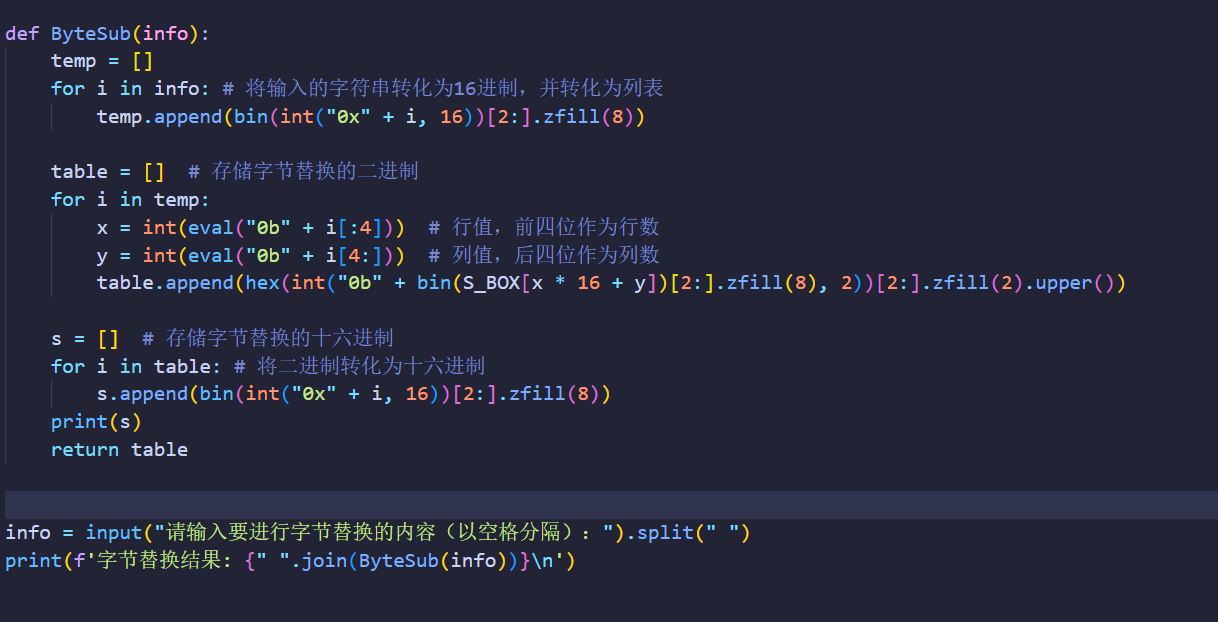 def ByteSub(info):
    temp = []
    for i in info: # 将输入的字符串转化为16进制，并转化为列表
        temp.append(bin(int("0x" + i, 16))[2:].zfill(8))
    table = []  # 存储字节替换的二进制
    for i in temp:
        x = int(eval("0b" + i[:4]))  # 行值，前四位作为行数
        y = int(eval("0b" + i[4:]))  # 列值，后四位作为列数
        table.append(hex(int("0b" + bin(S_BOX[x * 16 + y])[2:].zfill(8), 2))[2:].zfill(2).upper())
    s = []  # 存储字节替换的十六进制
    for i in table: # 将二进制转化为十六进制
        s.append(bin(int("0x" + i, 16))[2:].zfill(8))
    print(s)
    return table
info = input("请输入要进行字节替换的内容（以空格分隔）：").split(" ")
print(f'字节替换结果：{" ".join(ByteSub(info))}\n')